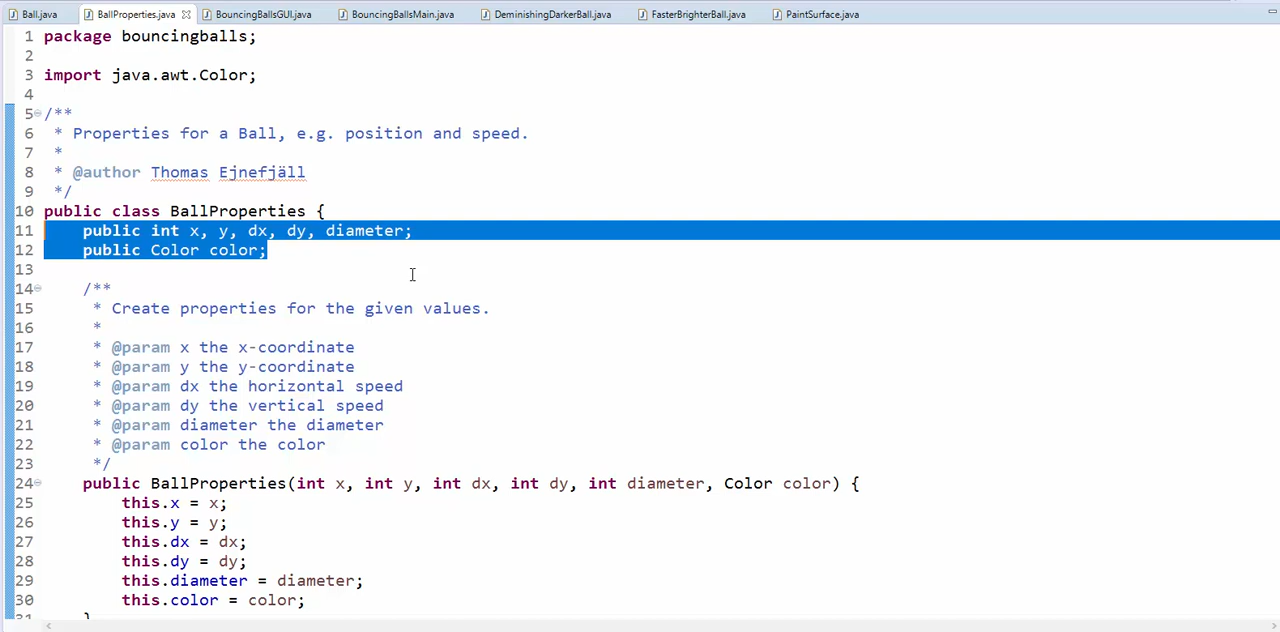 Ball.java BallProperties.java BouncingBallsGUI.java BouncingBallsMain.java DeminishingDarkerBall.java FasterBrighterBall.java PaintSurface.java
1 package bouncingballs;
2
3 import java.awt.Color;
4
5 /**
6 * Properties for a Ball, e.g. position and speed.
7 *
8 * @author Thomas Ejnefjäll
9 */
10 public class BallProperties {
11 public int x, y, dx, dy, diameter;
12 public Color color;
13
14 /**
15 * Create properties for the given values.
16 *
17 * @param x the x-coordinate
18 * @param y the y-coordinate
19 * @param dx the horizontal speed
20 * @param dy the vertical speed
21 * @param diameter the diameter
22 * @param color the color
23 */
24 public BallProperties(int x, int y, int dx, int dy, int diameter, Color color) {
25 this.x = x;
26 this.y = y;
27 this.dx = dx;
28 this.dy = dy;
29 this.diameter = diameter;
30 this.color = color;
31 }